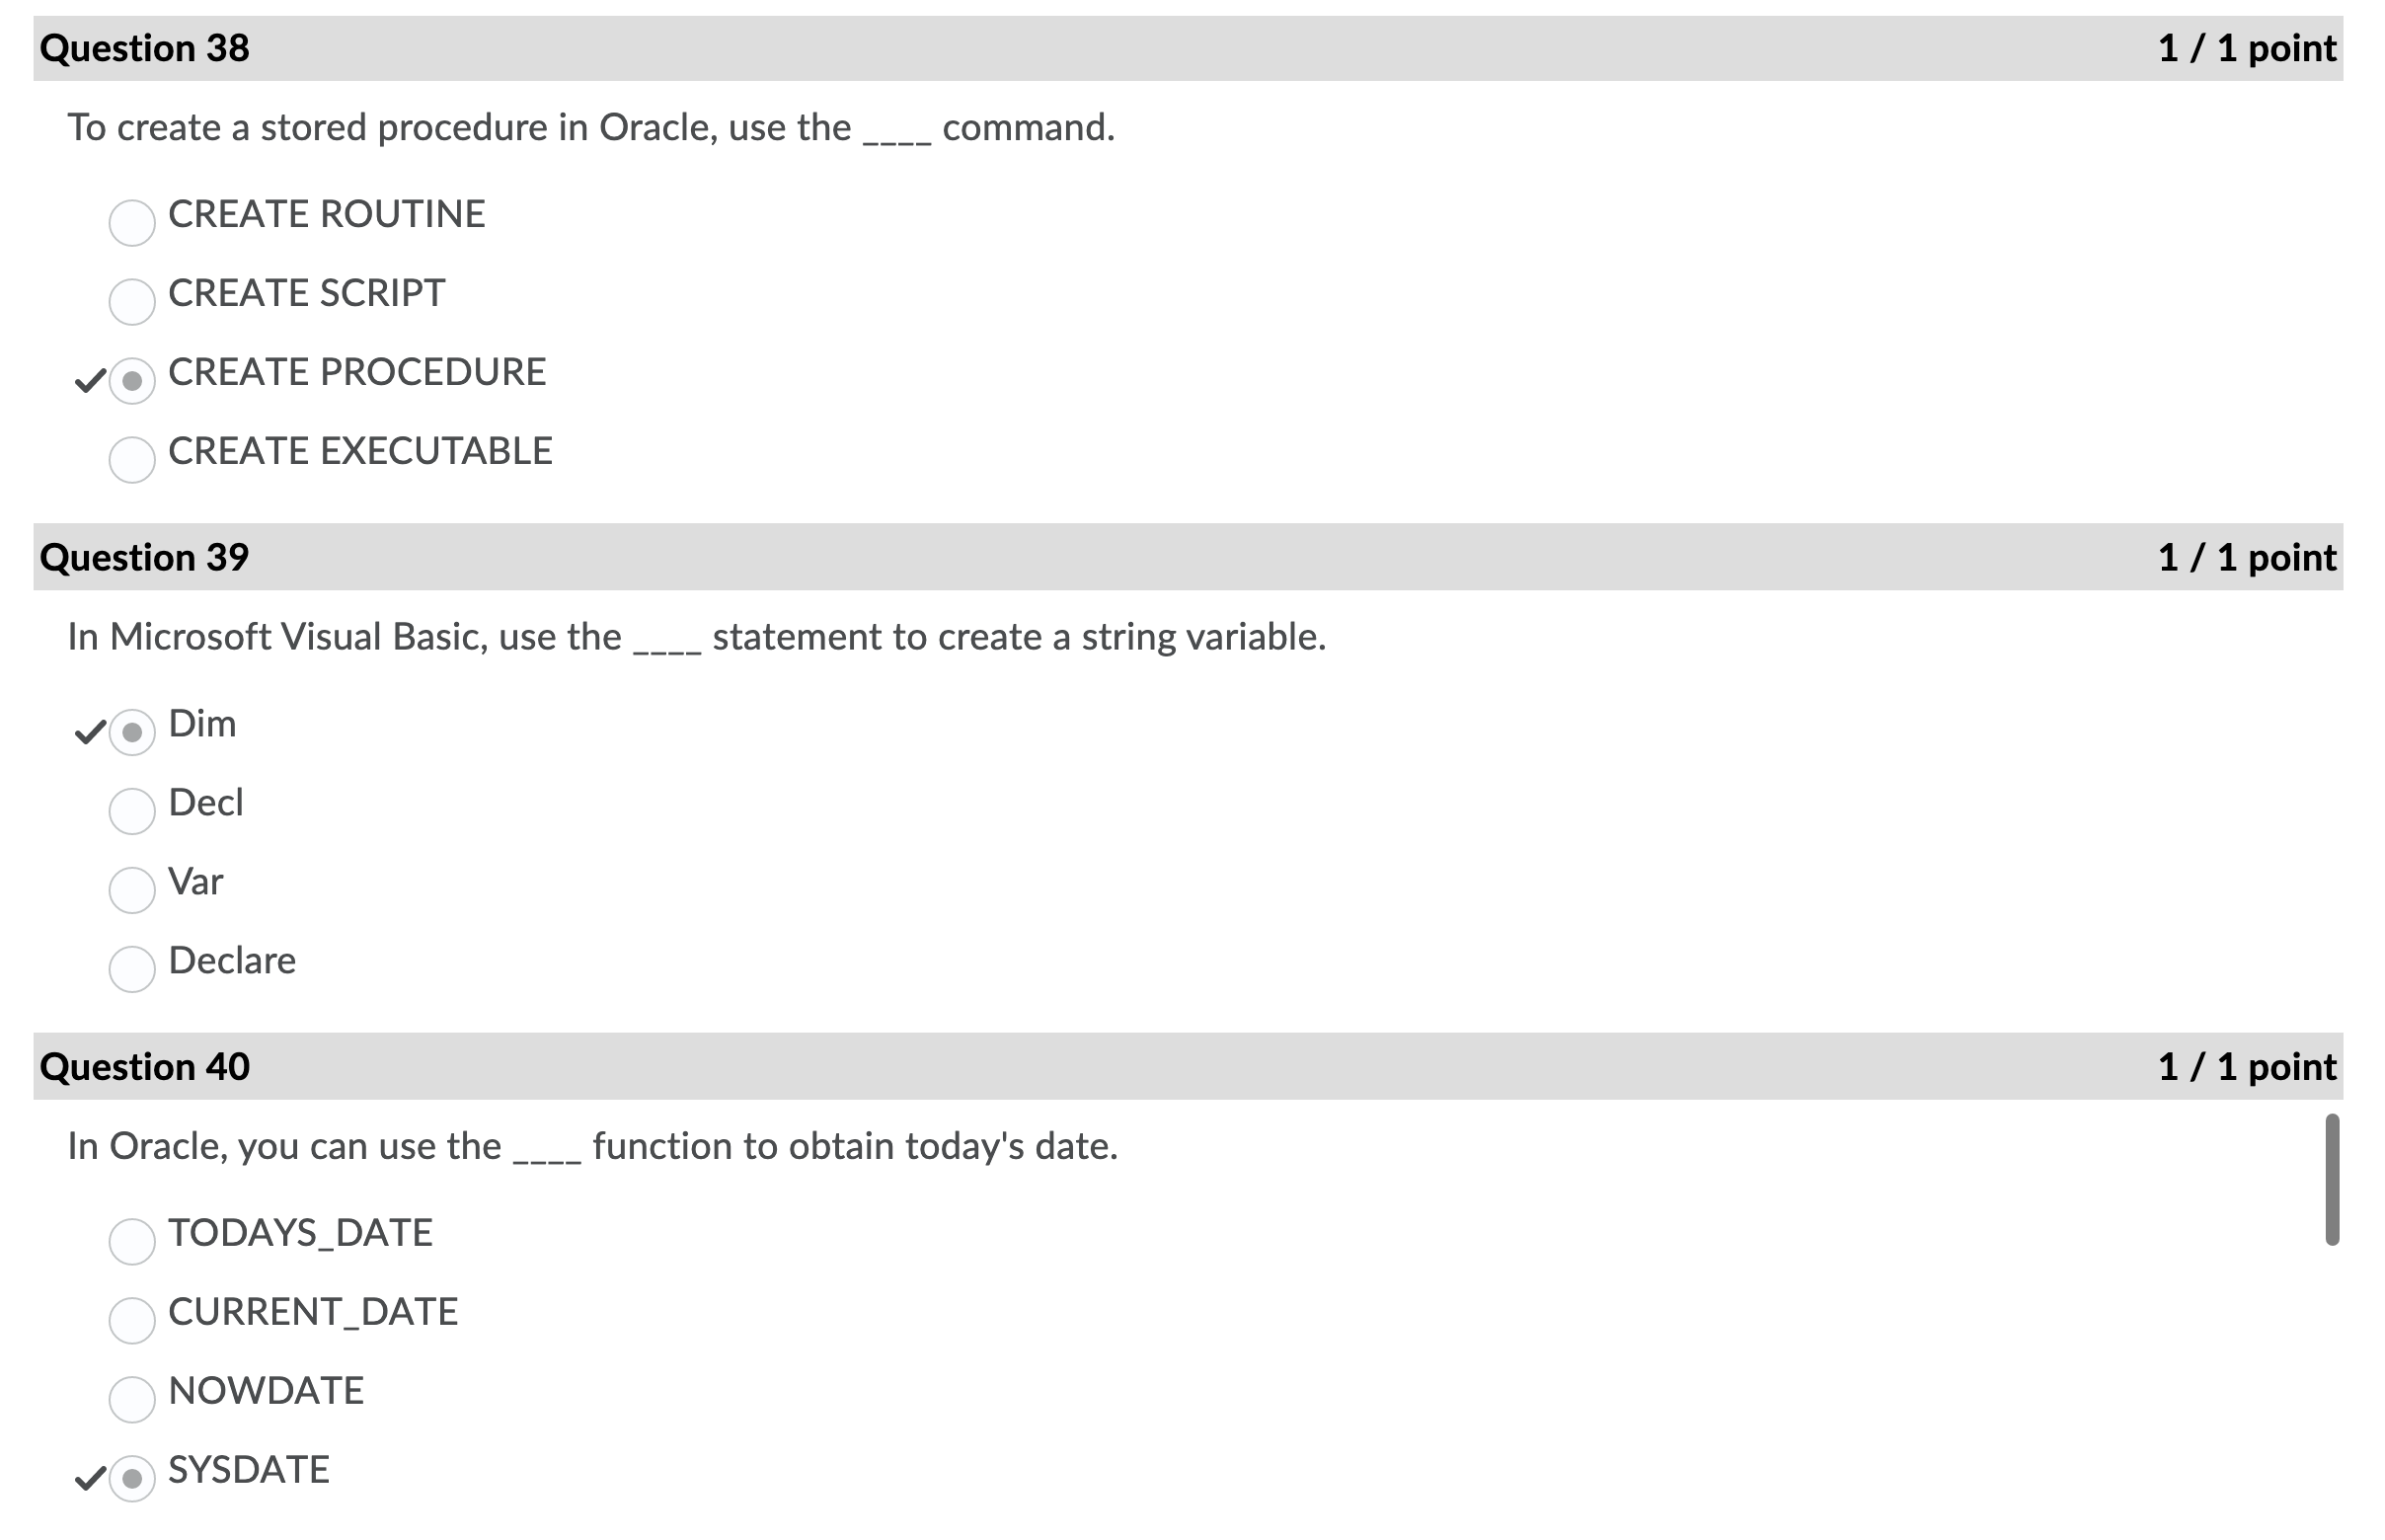 Question 38 1 / 1 point
To create a stored procedure in Oracle, use the ____ command.
CREATE ROUTINE
CREATE SCRIPT
CREATE PROCEDURE
CREATE EXECUTABLE
Question 39 1 / 1 point
In Microsoft Visual Basic, use the ____ statement to create a string variable.
Dim
Decl
Var
Declare
Question 40 1 / 1 point
In Oracle, you can use the ____ function to obtain today's date.
TODAYS_DATE
CURRENT_DATE
NOWDATE
SYSDATE